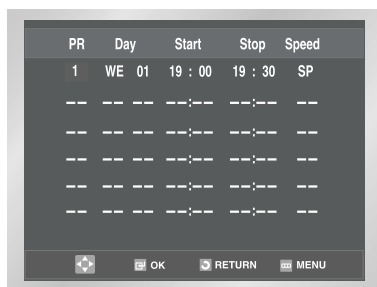 PR Day Start Stop Speed
1 WE 01 19 : 00 19 : 30 SP
–– –– –– ––:–– ––:–– ––
–– –– –– ––:–– ––:–– ––
–– –– –– ––:–– ––:–– ––
–– –– –– ––:–– ––:–– ––
–– –– –– ––:–– ––:–– ––
OK RETURN MENU